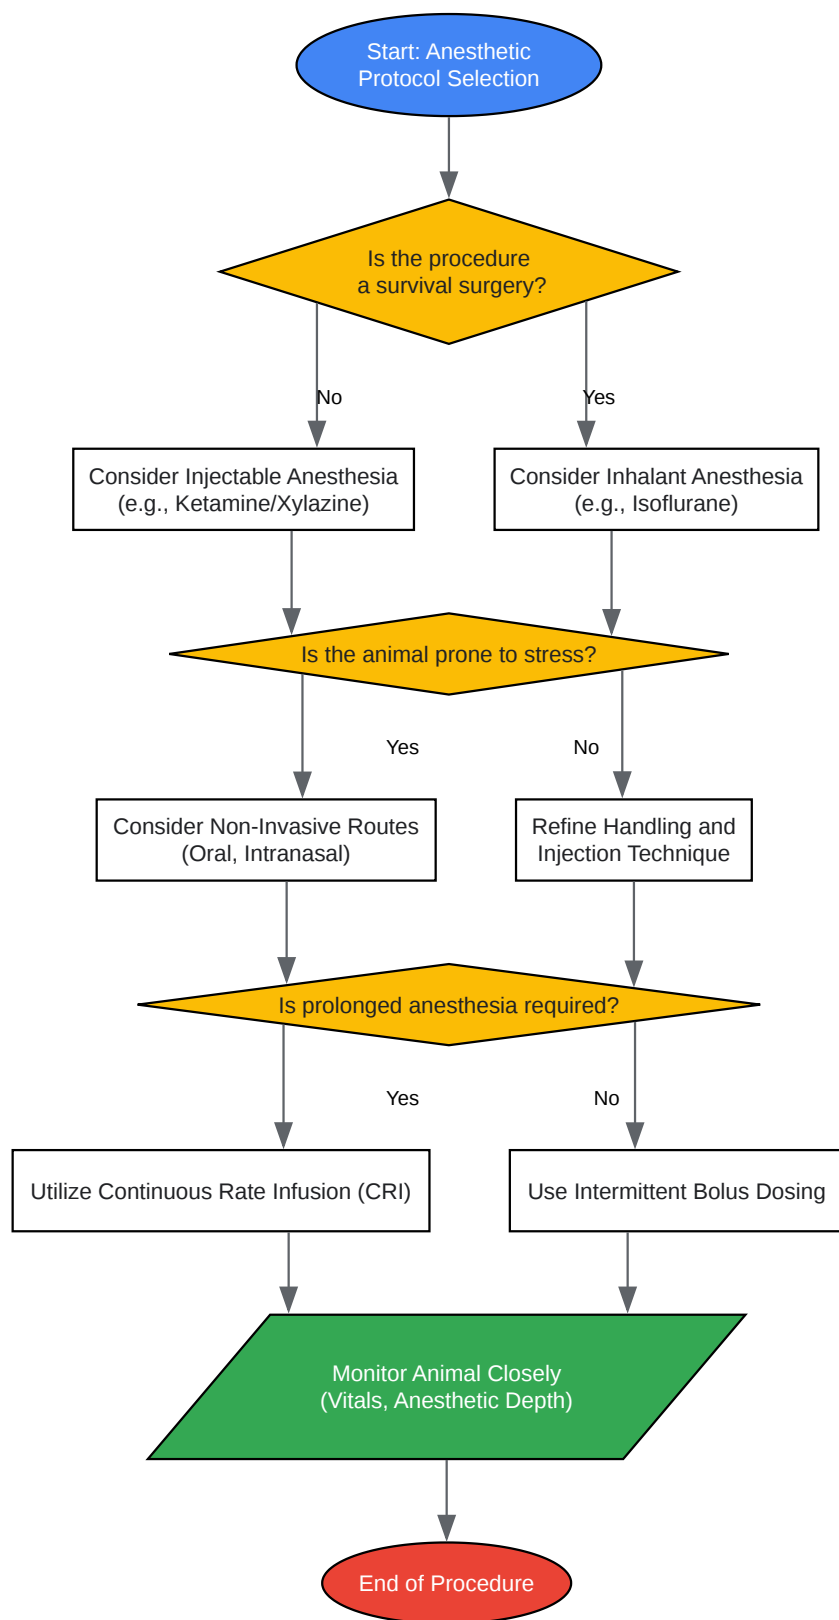 Start: Anesthetic
Protocol Selection
Is the procedure
a survival surgery?
No
Yes
Consider Injectable Anesthesia
(e.g., Ketamine/Xylazine)
Consider Inhalant Anesthesia
(e.g., Isoflurane)
Is the animal prone to stress?
Yes
No
Consider Non-Invasive Routes
(Oral, Intranasal)
Refine Handling and
Injection Technique
Is prolonged anesthesia required?
Yes
No
Utilize Continuous Rate Infusion (CRI)
Use Intermittent Bolus Dosing
Monitor Animal Closely
(Vitals, Anesthetic Depth)
End of Procedure